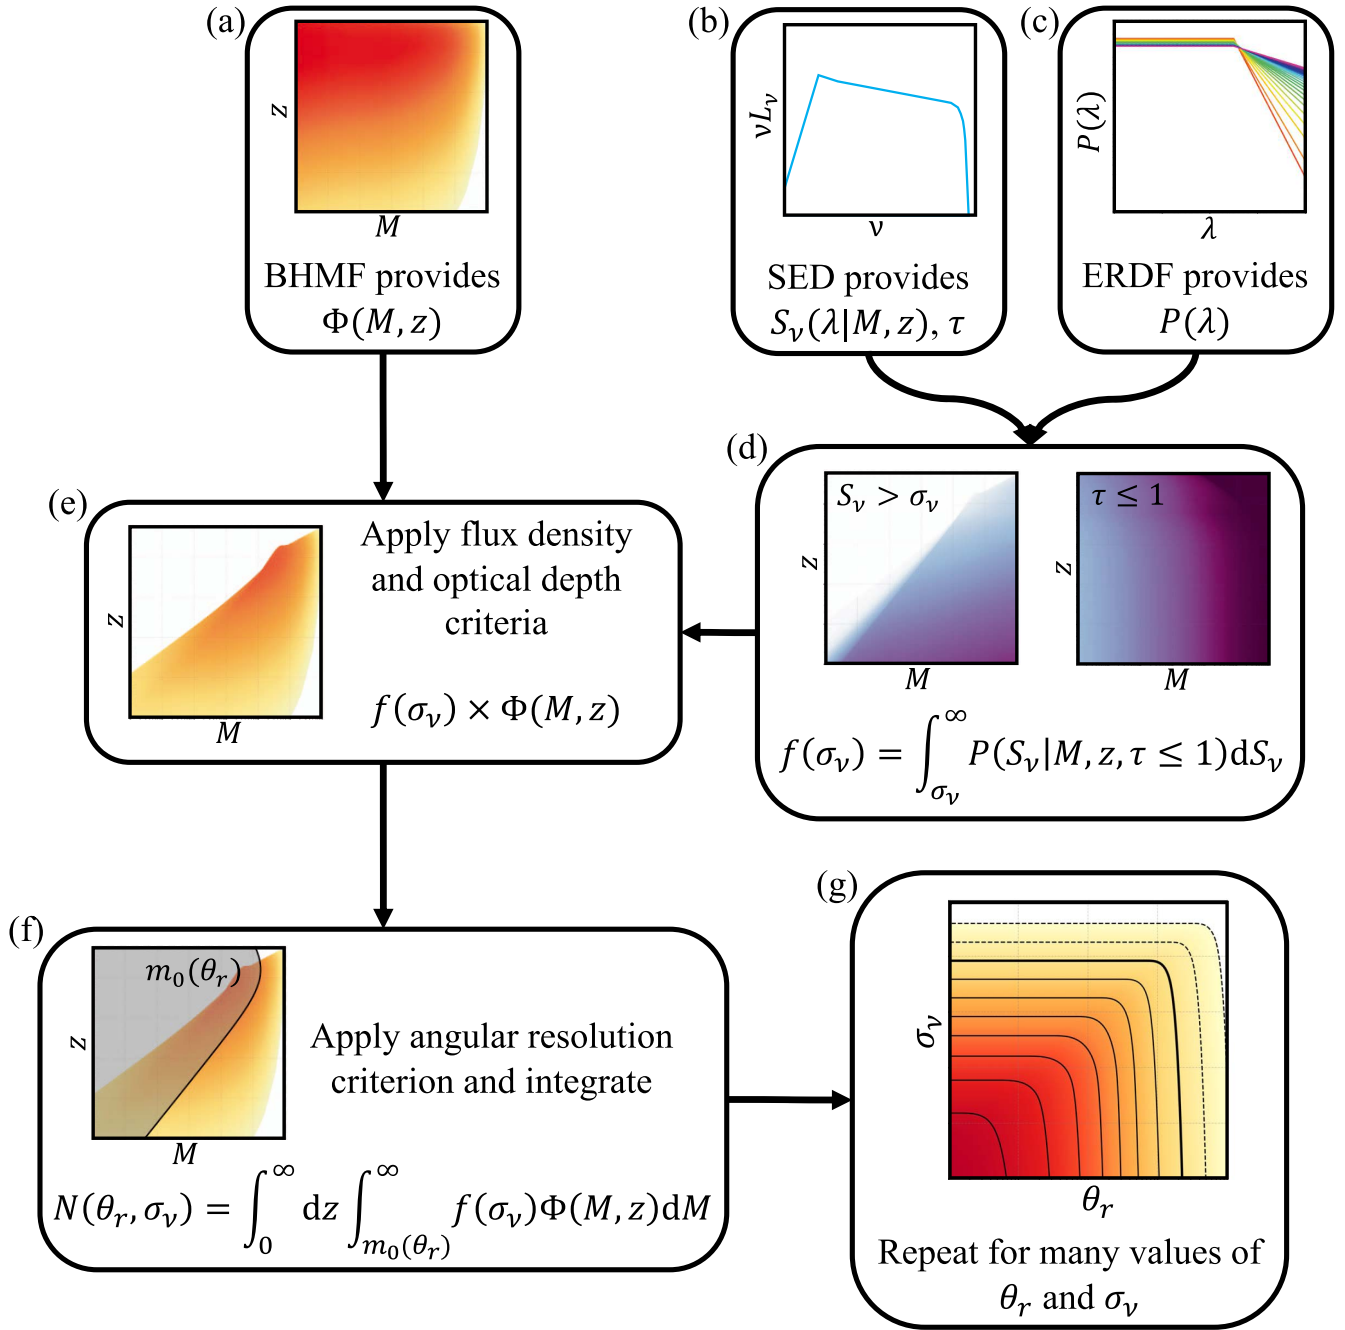 (a)
z
M
BHMF provides
Φ(M, z)
(b)
νL_ν
ν
SED provides
S_ν(λ|M, z), τ
(c)
P(λ)
λ
ERDF provides
P(λ)
(d)
S_ν > σ_ν
z
M
τ ≤ 1
z
M
f(σ_ν) = ∫_{σ_ν}^{∞} P(S_ν|M, z, τ ≤ 1)dS_ν
(e)
z
M
Apply flux density
and optical depth
criteria
f(σ_ν) × Φ(M, z)
(f)
m_0(θ_r)
z
M
Apply angular resolution
criterion and integrate
N(θ_r, σ_ν) = ∫_0^∞ dz ∫_{m_0(θ_r)}^∞ f(σ_ν)Φ(M, z)dM
(g)
σ_ν
θ_r
Repeat for many values of
θ_r and σ_ν